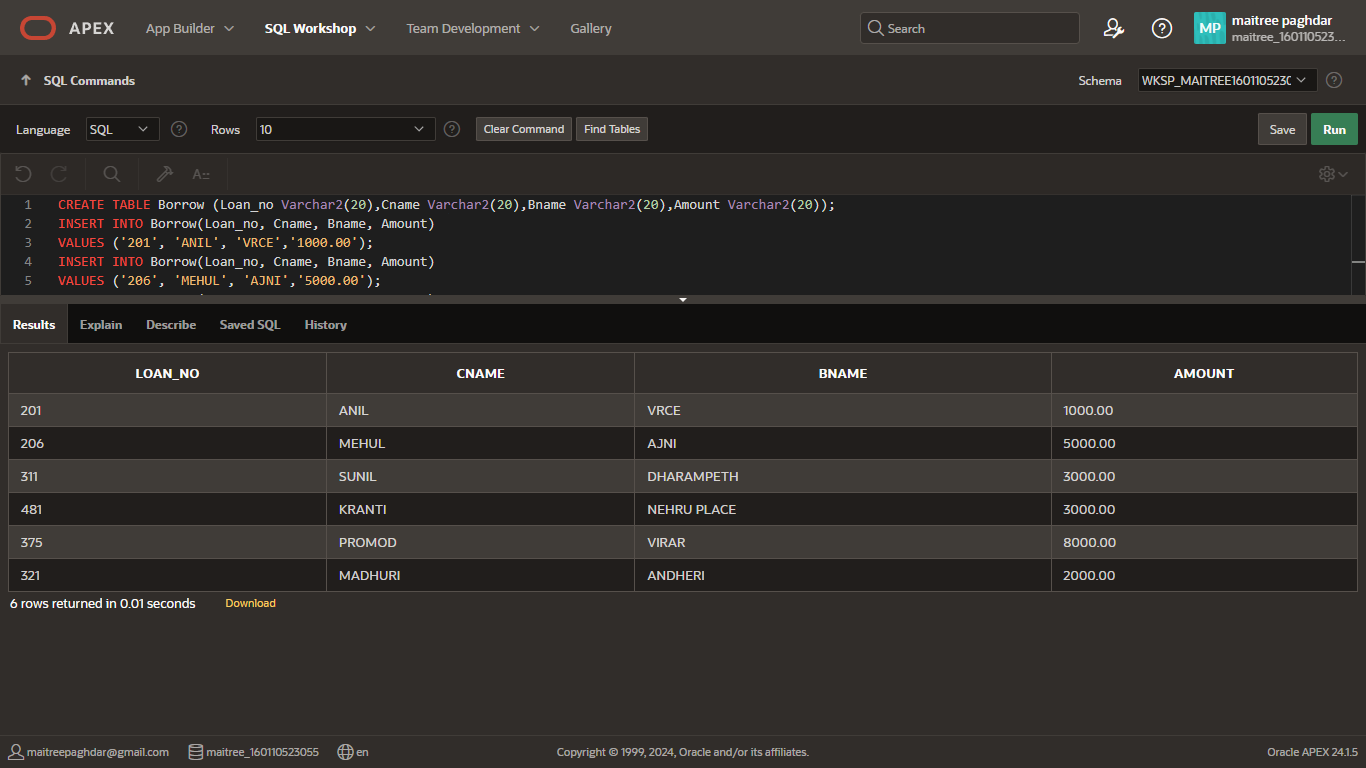 APEX App Builder SQL Workshop Team Development Gallery Search MP maitree paghdar
maitree_160110523...
SQL Commands Schema WKSP_MAITREE160110523
Language SQL Rows 10 Clear Command Find Tables Save Run
A::
1 CREATE TABLE Borrow (Loan_no Varchar2(20),Cname Varchar2(20),Bname Varchar2(20),Amount Varchar2(20));
2 INSERT INTO Borrow(Loan_no, Cname, Bname, Amount)
3 VALUES ('201', 'ANIL', 'VRCE','1000.00');
4 INSERT INTO Borrow(Loan_no, Cname, Bname, Amount)
5 VALUES ('206', 'MEHUL', 'AJNI','5000.00');
Results Explain Describe Saved SQL History
LOAN_NO CNAME BNAME AMOUNT
201 ANIL VRCE 1000.00
206 MEHUL AJNI 5000.00
311 SUNIL DHARAMPETH 3000.00
481 KRANTI NEHRU PLACE 3000.00
375 PROMOD VIRAR 8000.00
321 MADHURI ANDHERI 2000.00
6 rows returned in 0.01 seconds Download
maitreepaghdar@gmail.com maitree_160110523055 en Copyright © 1999, 2024, Oracle and/or its affiliates. Oracle APEX 24.1.5